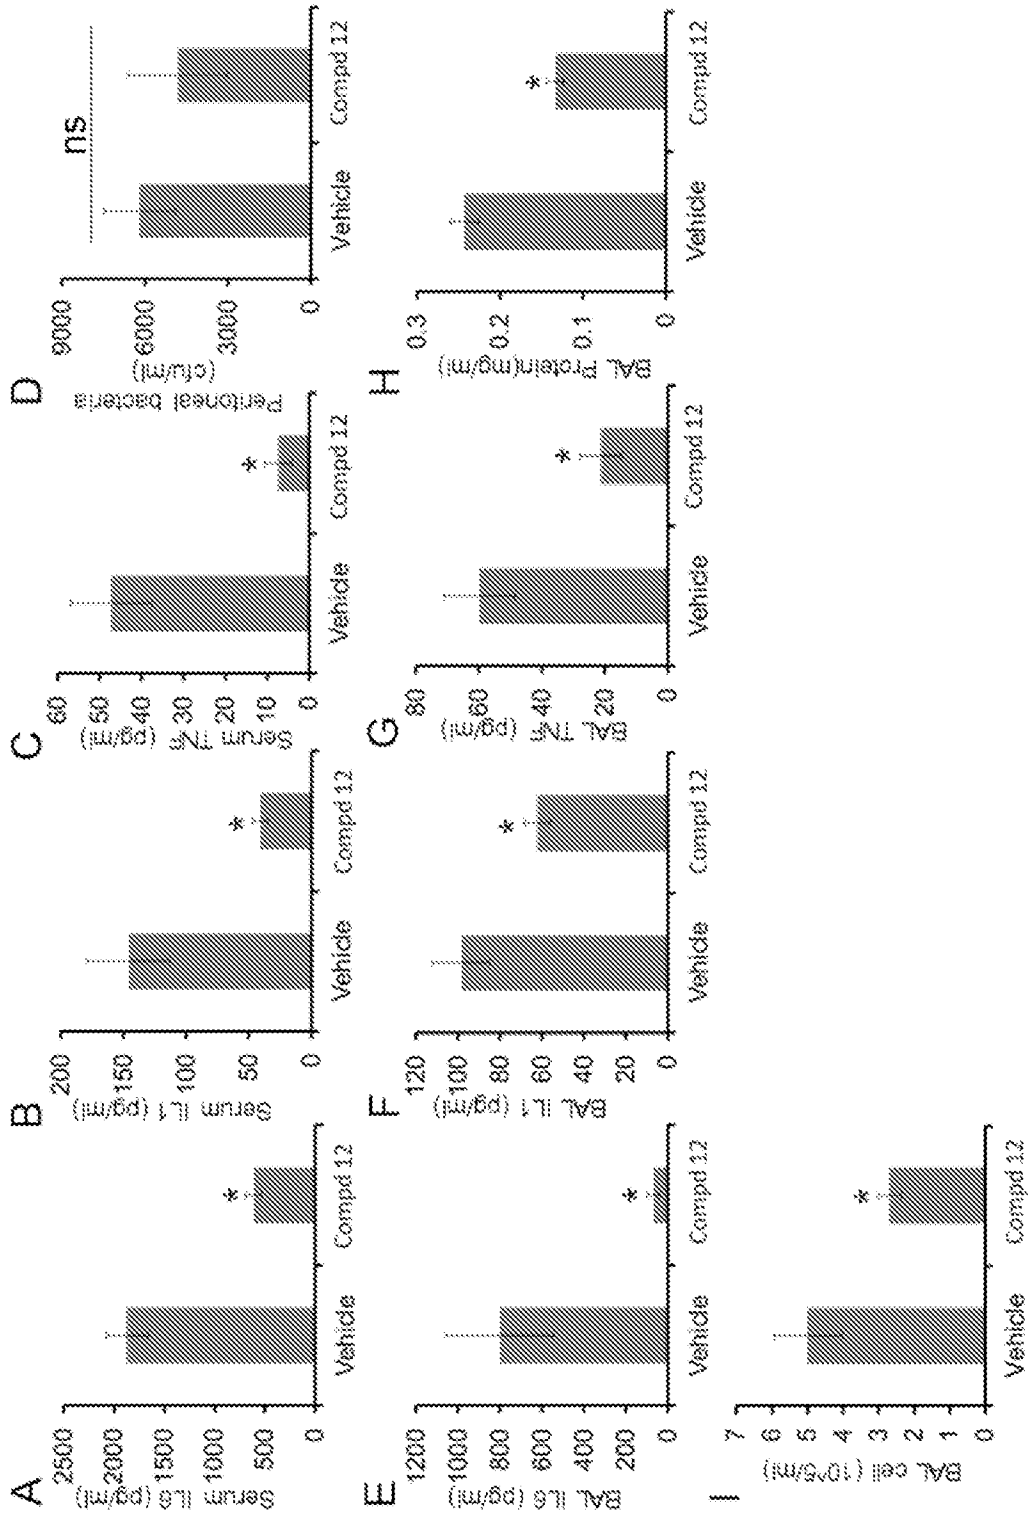 A
Serum IL6 (pg/ml)
2500
2000
1500
1000
500
0
Vehicle
Compd 12
*
B
Serum IL1 (pg/ml)
200
150
100
50
0
Vehicle
Compd 12
*
C
Serum TNF (pg/ml)
60
50
40
30
20
10
0
Vehicle
Compd 12
*
D
Peritoneal bacteria
(cfu/ml)
9000
6000
3000
0
Vehicle
Compd 12
ns
E
BAL IL6 (pg/ml)
1200
1000
800
600
400
200
0
Vehicle
Compd 12
*
F
BAL IL1 (pg/ml)
120
100
80
60
40
20
0
Vehicle
Compd 12
*
G
BAL TNF (pg/ml)
80
60
40
20
0
Vehicle
Compd 12
*
H
BAL Protein(mg/ml)
0.3
0.2
0.1
0
Vehicle
Compd 12
*
I
BAL cell (10^5/ml)
7
6
5
4
3
2
1
0
Vehicle
Compd 12
*